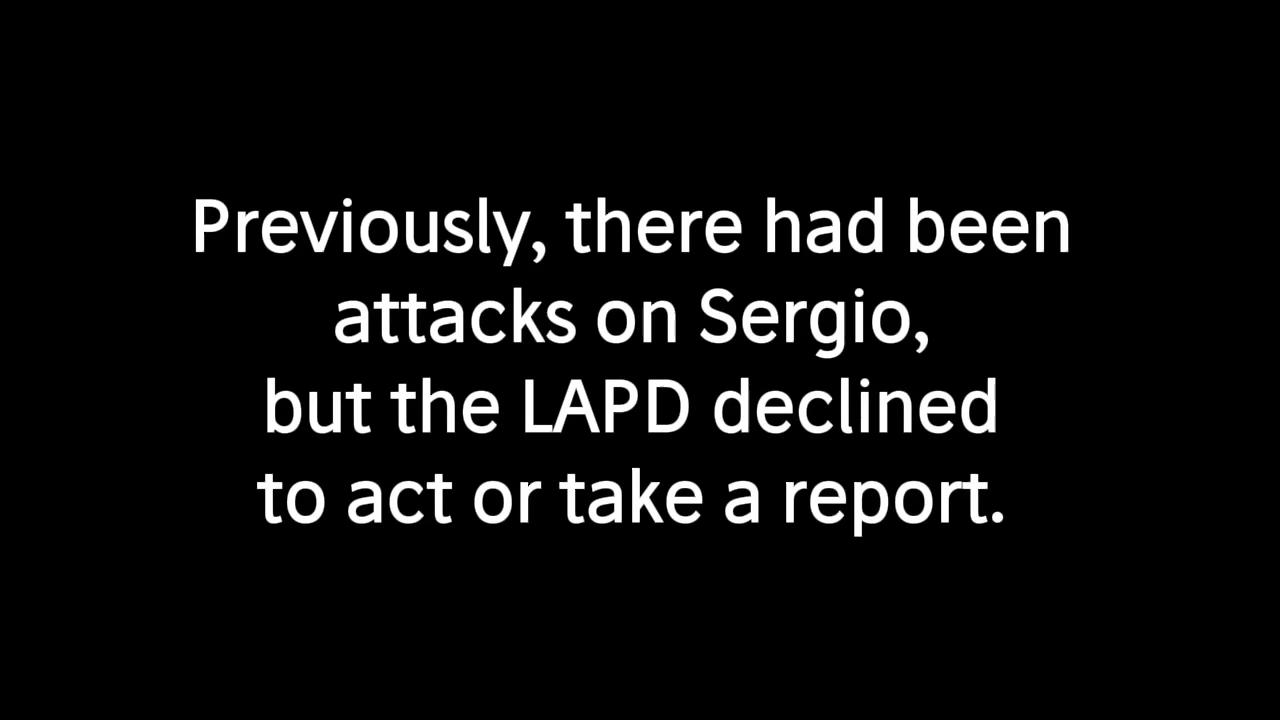 Previously, there had been
attacks on Sergio,
but the LAPD declined
to act or take a report.